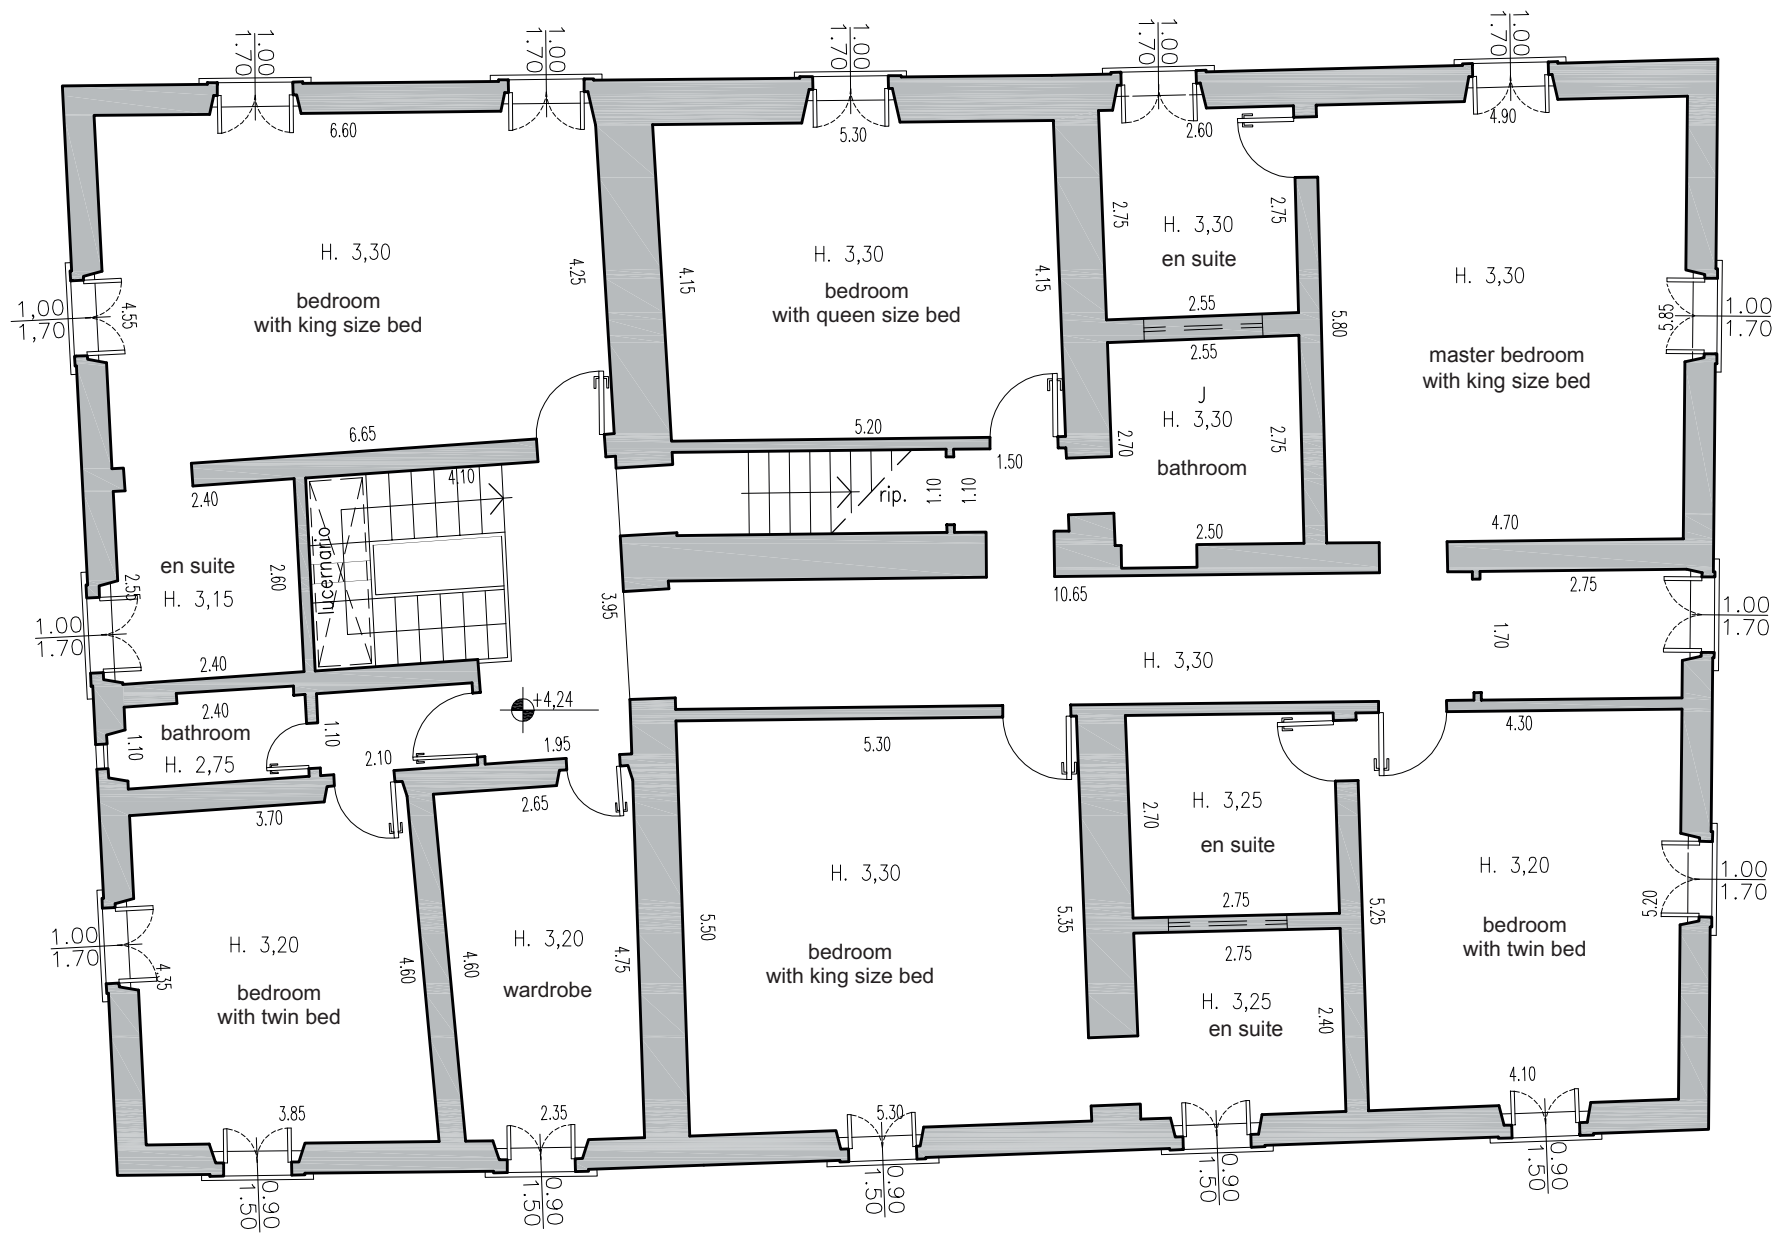 1.00
1.70
1.00
1.70
1.00
1.70
1.00
1.70
1.00
1.70
6.60
5.30
2.60
4.90
H. 3,30
bedroom
with king size bed
4.25
4.55
1,00
1,70
6.65
H. 3,30
bedroom
with queen size bed
4.15
4.15
5.20
2.75
2.75
H. 3,30
en suite
2.55
2.55
J
H. 3,30
bathroom
2.70
2.75
2.50
H. 3,30
master bedroom
with king size bed
5.80
5.85
1.00
1.70
4.70
2.40
en suite
H. 3,15
2.55
2.60
2.40
1.00
1.70
4.10
lucernario
rip.
1.10
1.10
1.50
3.95
10.65
2.75
H. 3,30
1.70
1.00
1.70
+4,24
2.40
bathroom
H. 2,75
1.10
1.10
2.10
1.95
3.70
2.65
5.30
4.30
H. 3,20
bedroom
with twin bed
4.35
4.60
3.85
1.00
1.70
H. 3,20
wardrobe
4.60
4.75
2.35
H. 3,30
bedroom
with king size bed
5.50
5.35
5.30
H. 3,25
en suite
2.70
2.75
2.75
H. 3,25
en suite
2.40
H. 3,20
bedroom
with twin bed
5.25
5.20
4.10
1.00
1.70
0.90
1.50
0.90
1.50
0.90
1.50
0.90
1.50
0.90
1.50